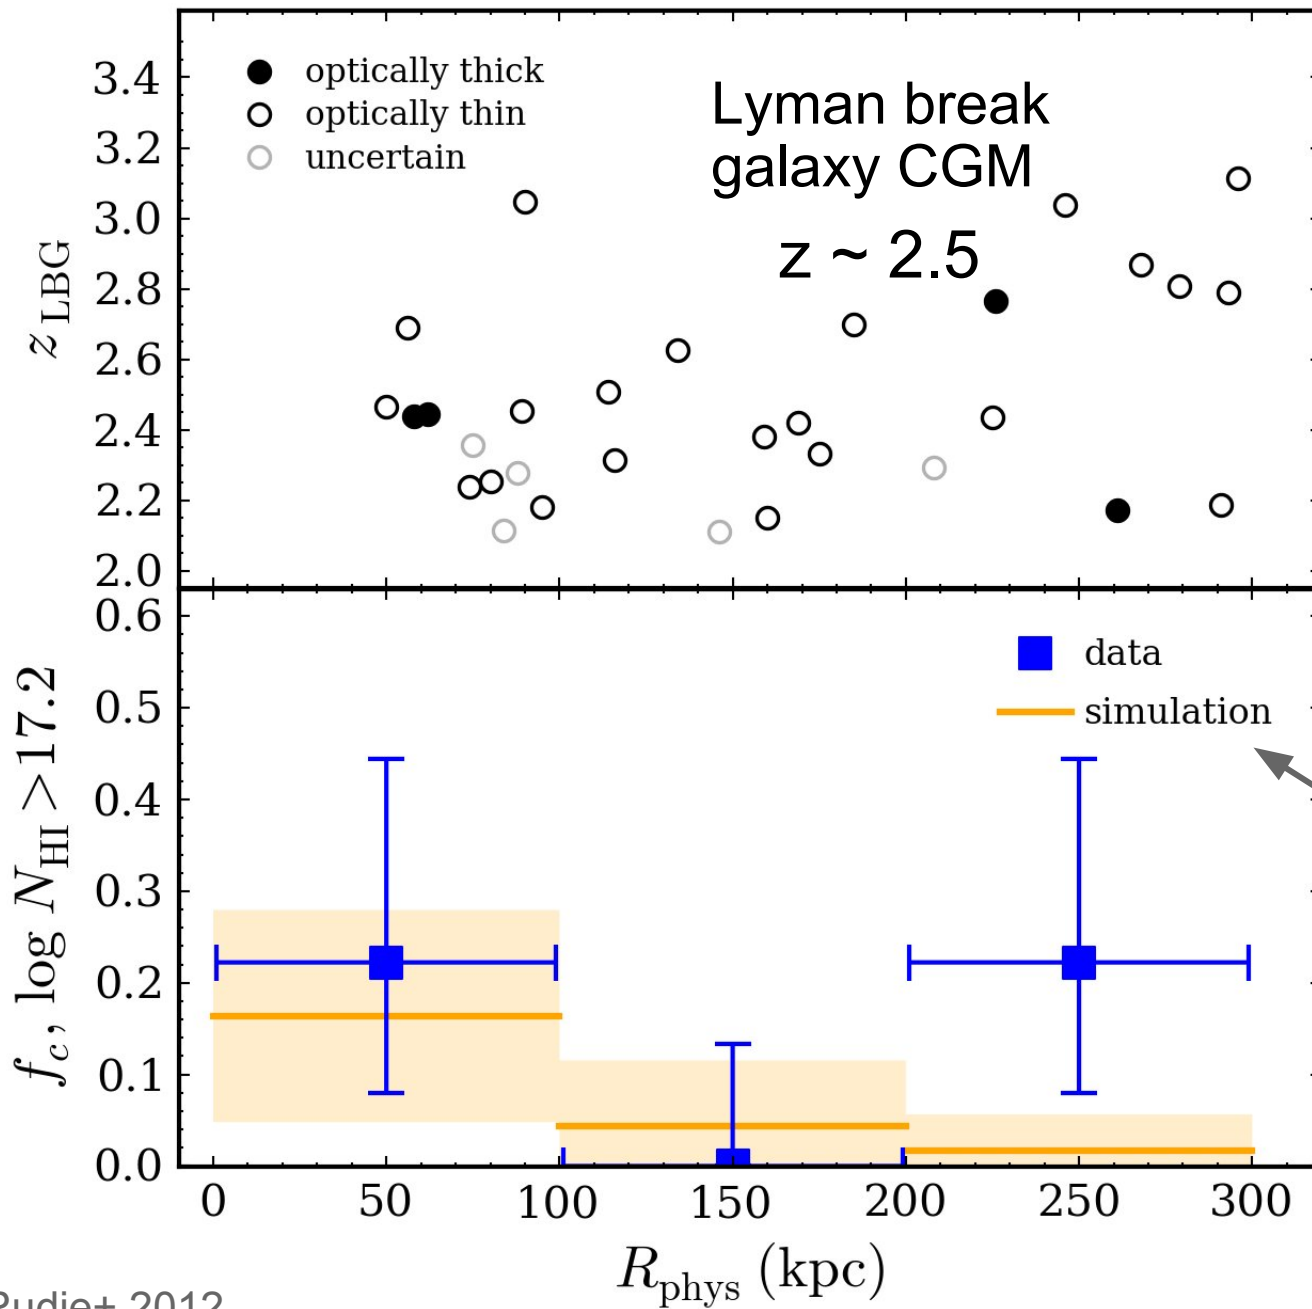 optically thick
optically thin
uncertain
Lyman break
galaxy CGM
z ~ 2.5
z LBG
3.4
3.2
3.0
2.8
2.6
2.4
2.2
2.0
data
simulation
f_c, log N_HI >17.2
0.6
0.5
0.4
0.3
0.2
0.1
0.0
0 50 100 150 200 250 300
R_phys (kpc)
2012